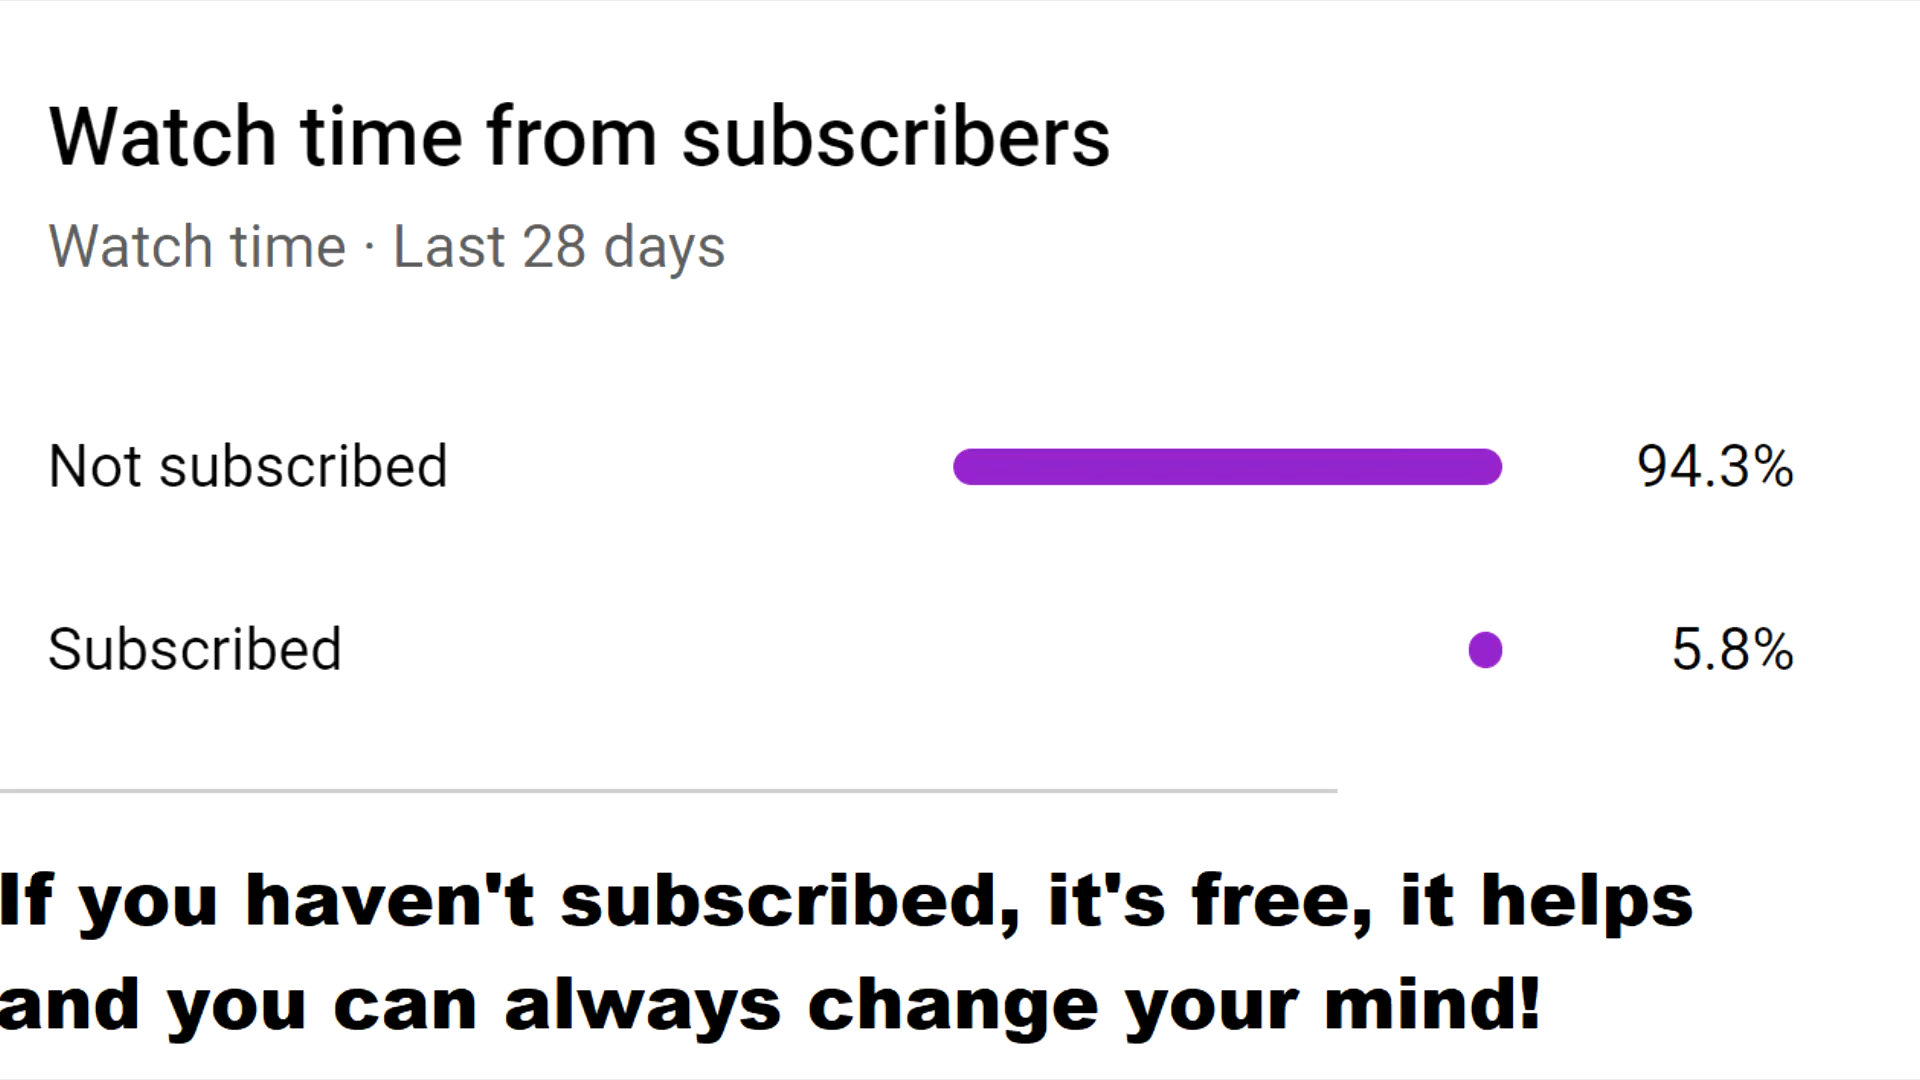 Watch time from subscribers
Watch time · Last 28 days
Not subscribed 94.3%
Subscribed 5.8%
If you haven't subscribed, it's free, it helps
and you can always change your mind!